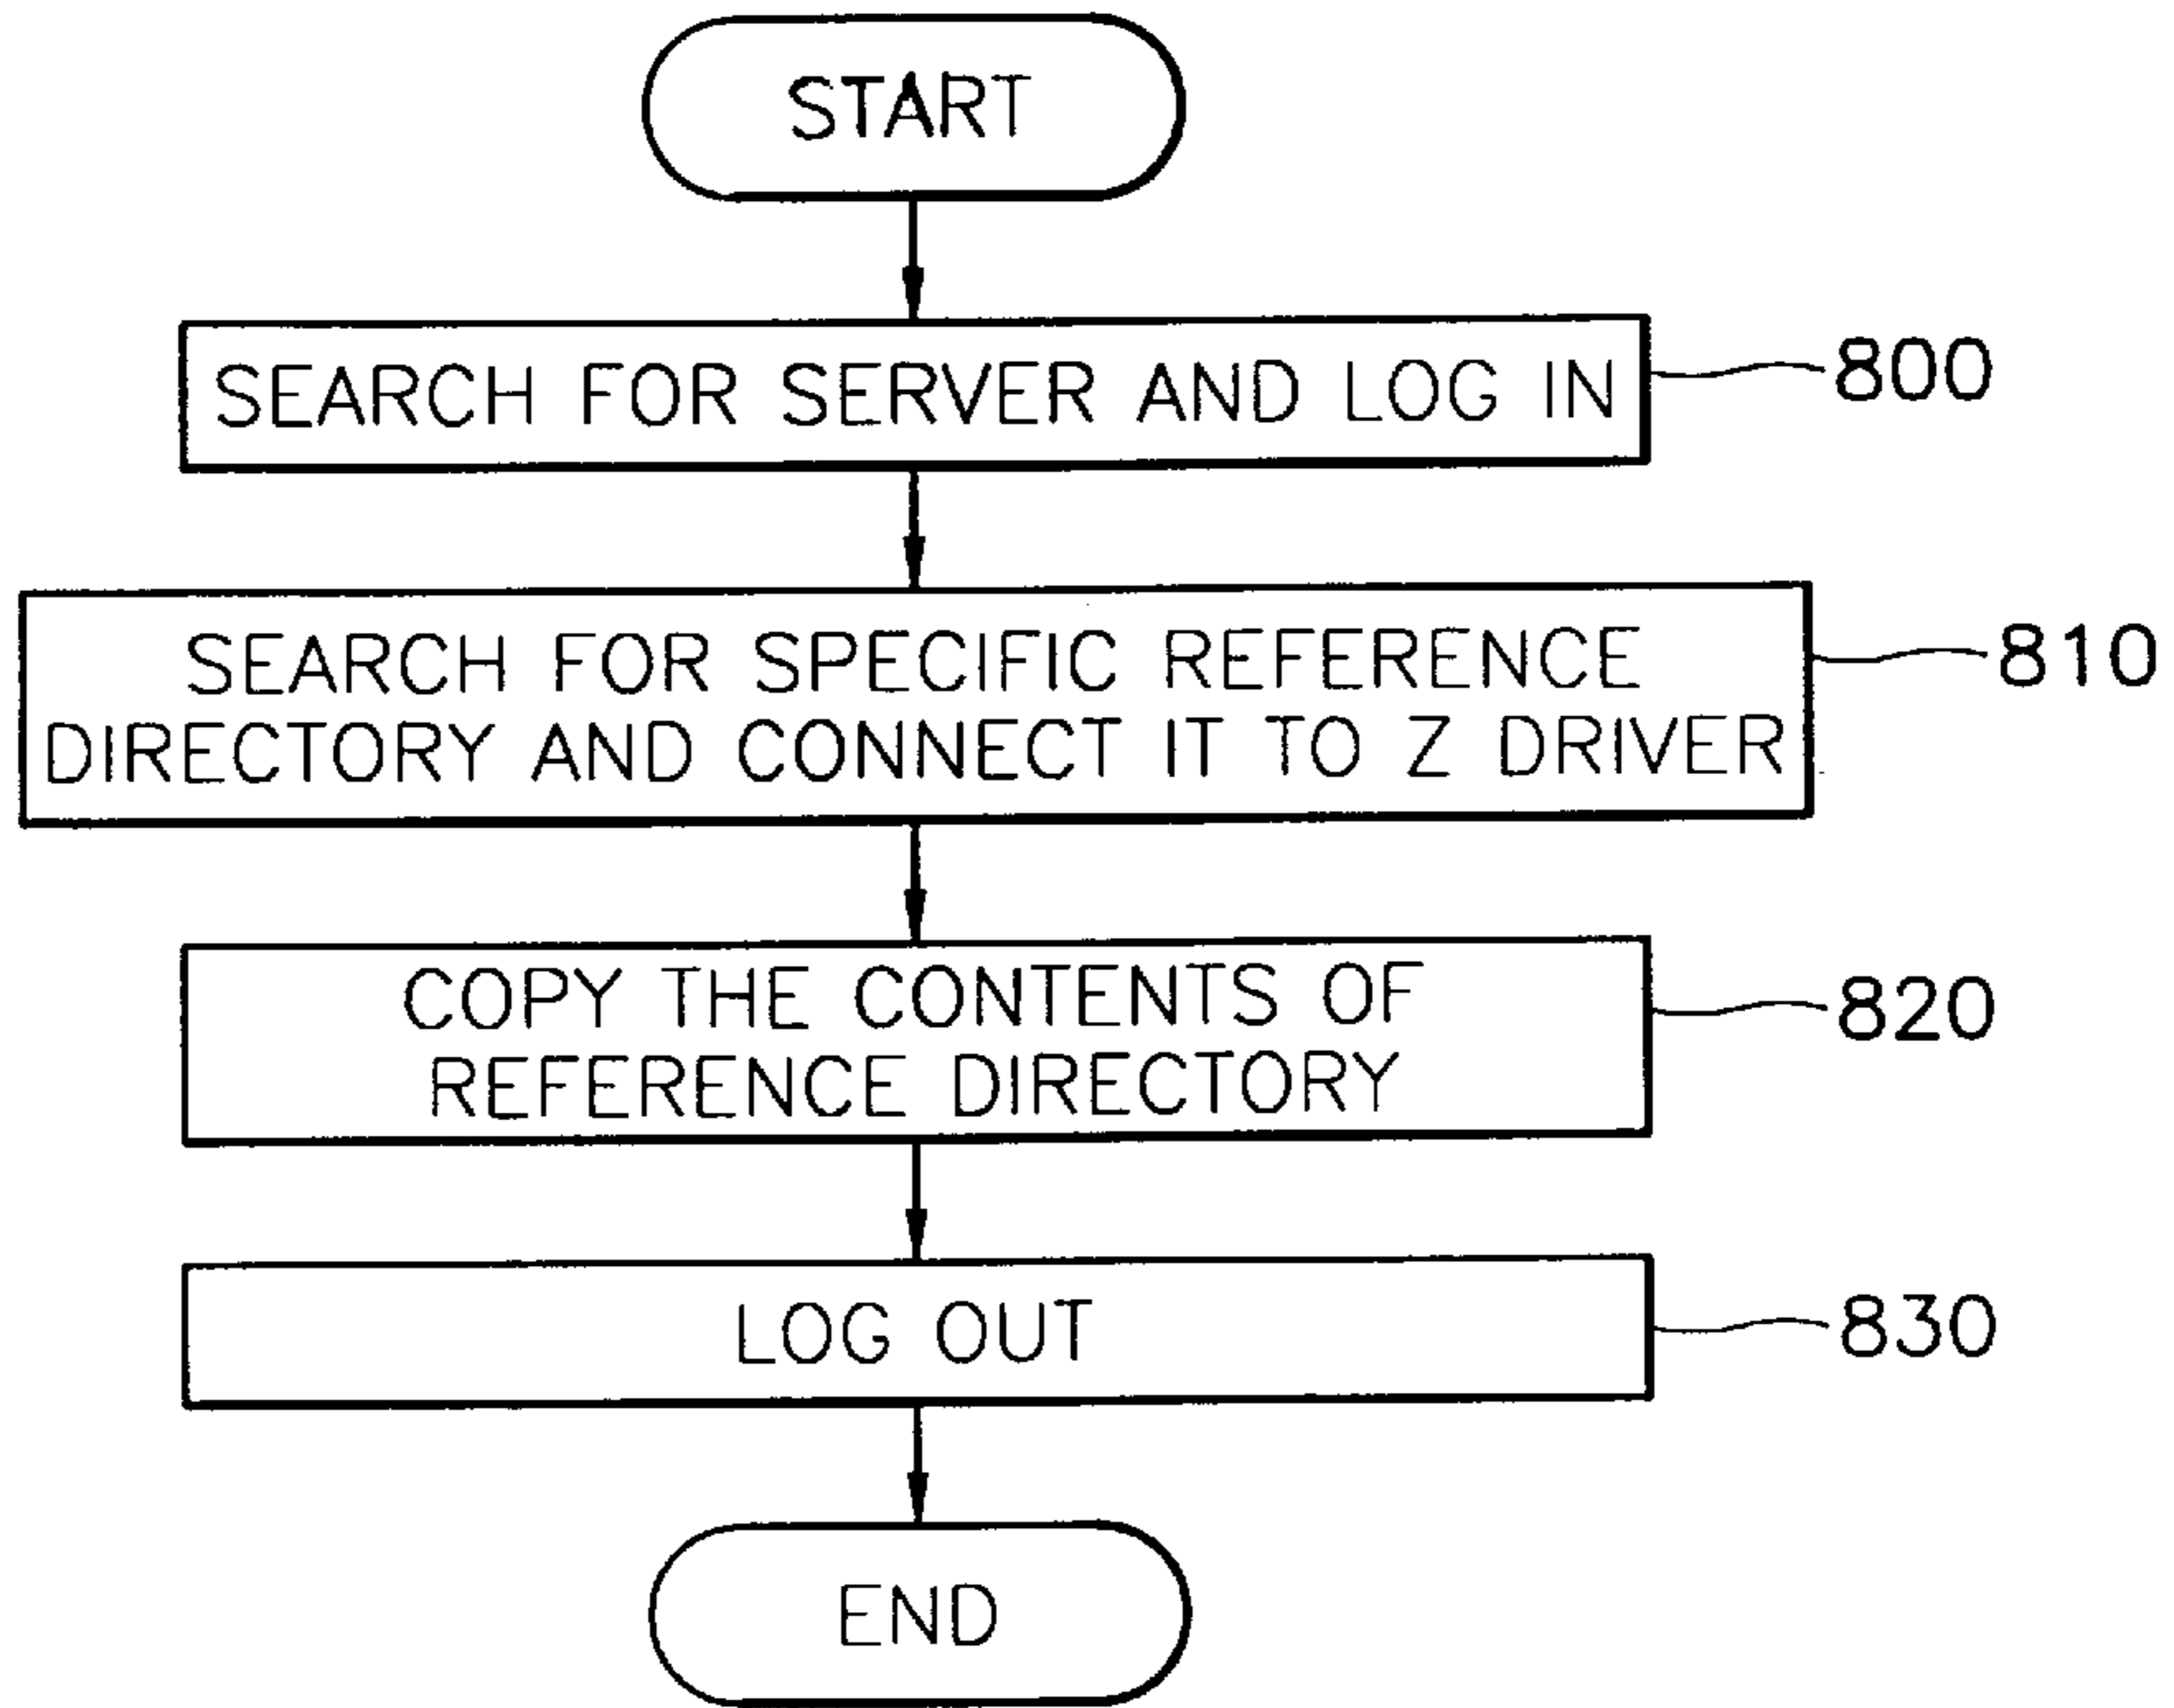 START
SEARCH FOR SERVER AND LOG IN
800
SEARCH FOR SPECIFIC REFERENCE
DIRECTORY AND CONNECT IT TO Z DRIVER
810
COPY THE CONTENTS OF
REFERENCE DIRECTORY
820
LOG OUT
830
END